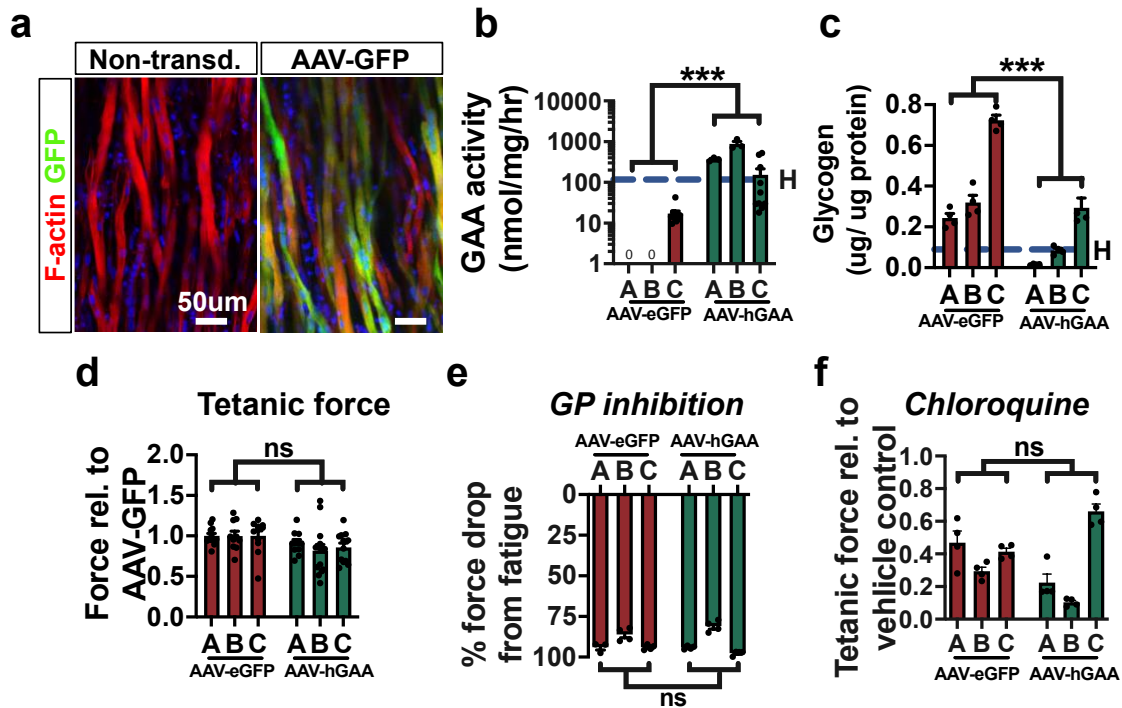 a
Non-transd.
AAV-GFP
F-actin GFP
50um
b
GAA activity
(nmol/mg/hr)
***
10000
1000
100
10
1
H
0 0
A B C A B C
AAV-eGFP AAV-hGAA
c
Glycogen
(ug/ ug protein)
***
0.8
0.6
0.4
0.2
0.0
H
A B C A B C
AAV-eGFP AAV-hGAA
d
Tetanic force
Force rel. to
AAV-GFP
ns
2.0
1.5
1.0
0.5
0.0
A B C A B C
AAV-eGFP AAV-hGAA
e
GP inhibition
AAV-eGFP AAV-hGAA
A B C A B C
% force drop
from fatigue
0
25
50
75
100
ns
f
Chloroquine
Tetanic force rel. to
vehicle control
ns
1.0
0.8
0.6
0.4
0.2
0.0
A B C A B C
AAV-eGFP AAV-hGAA